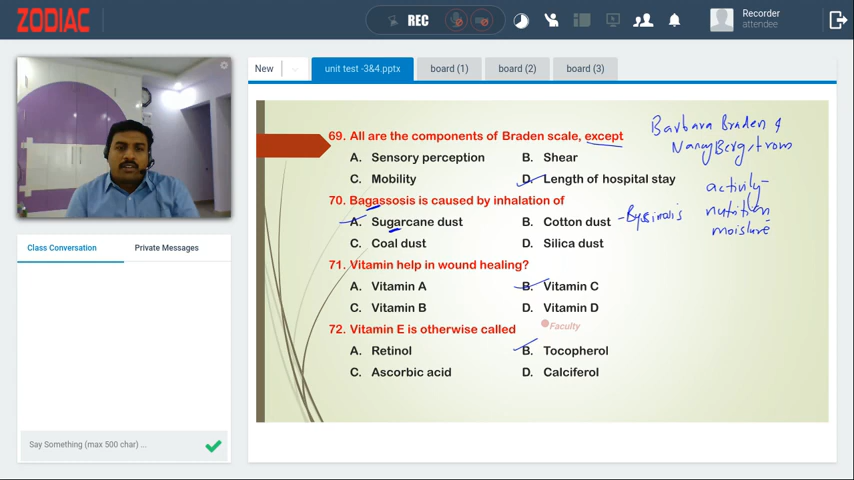 ZODIAC
REC
Recorder
attendee
New
unit test -3&4.pptx
board (1)
board (2)
board (3)
69. All are the components of Braden scale, except
A. Sensory perception
B. Shear
C. Mobility
D. Length of hospital stay
70. Bagassosis is caused by inhalation of
A. Sugarcane dust
B. Cotton dust
C. Coal dust
D. Silica dust
71. Vitamin help in wound healing?
A. Vitamin A
B. Vitamin C
C. Vitamin B
D. Vitamin D
72. Vitamin E is otherwise called
A. Retinol
B. Tocopherol
C. Ascorbic acid
D. Calciferol
Faculty
Barbara Braden &
Nancy Bergstrom
activity
nutrition
moisture
Class Conversation
Private Messages
Say Something (max 500 char) ...